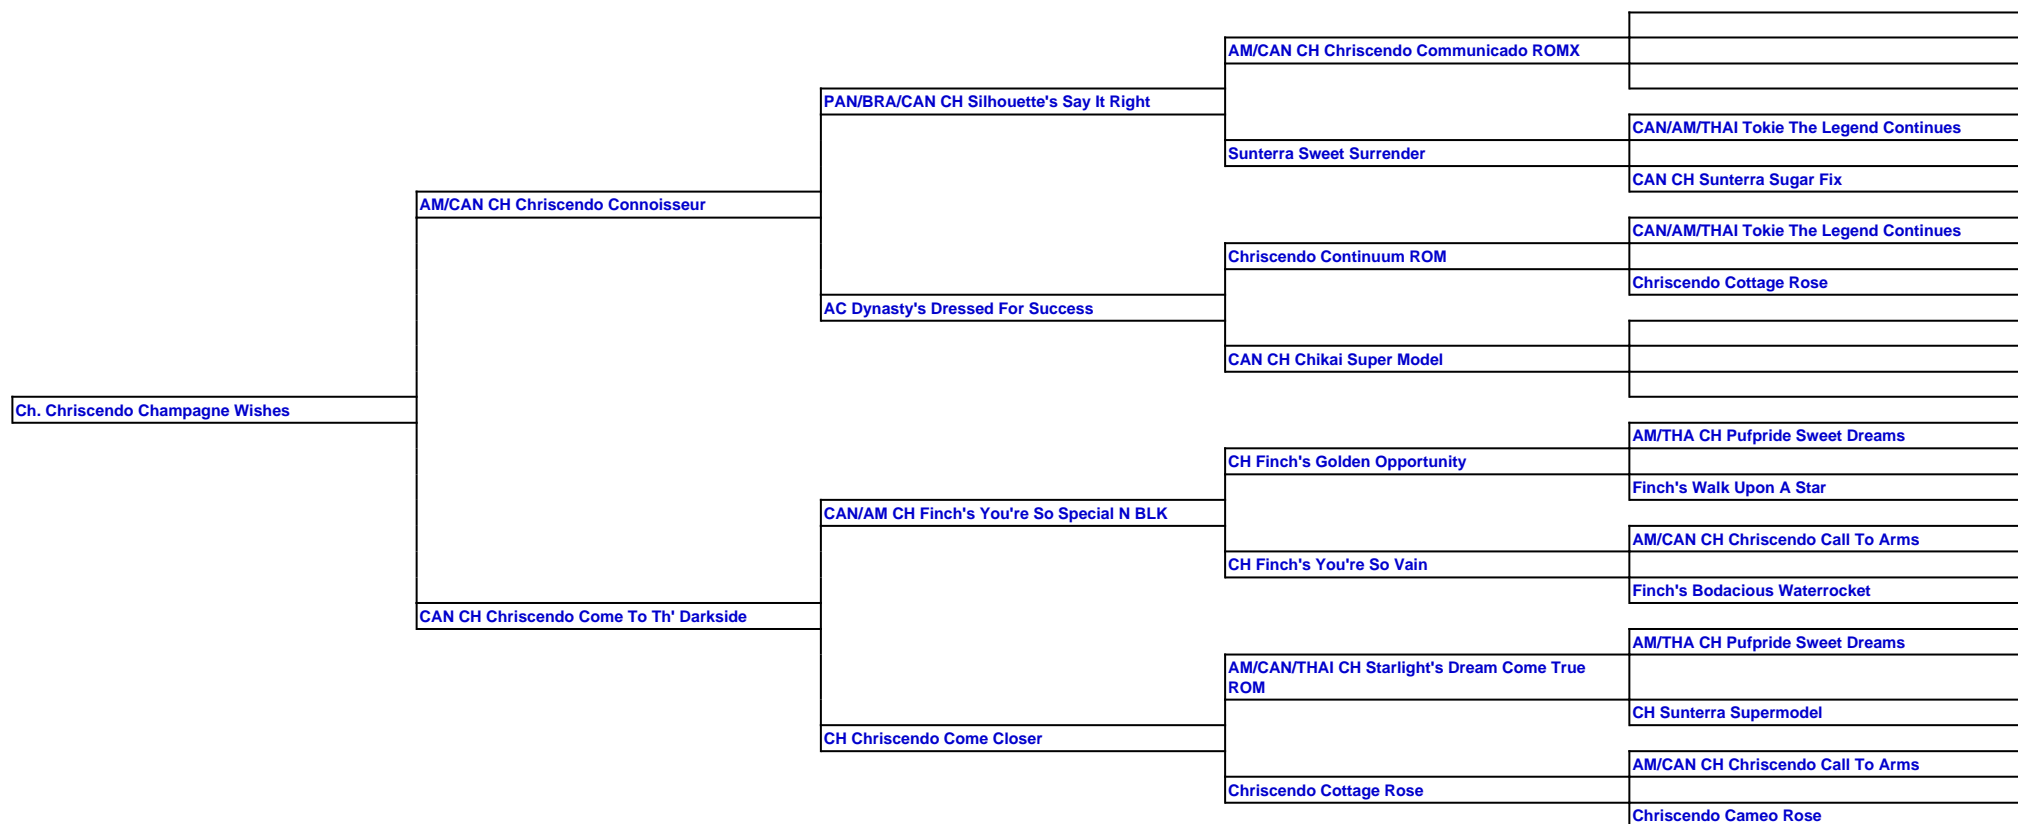 AM/CAN CH Chriscendo Communicado ROMX
PAN/BRA/CAN CH Silhouette's Say It Right
CAN/AM/THAI Tokie The Legend Continues
Sunterra Sweet Surrender
CAN CH Sunterra Sugar Fix
AM/CAN CH Chriscendo Connoisseur
CAN/AM/THAI Tokie The Legend Continues
Chriscendo Continuum ROM
Chriscendo Cottage Rose
AC Dynasty's Dressed For Success
CAN CH Chikai Super Model
Ch. Chriscendo Champagne Wishes
AM/THA CH Pufpride Sweet Dreams
CH Finch's Golden Opportunity
Finch's Walk Upon A Star
CAN/AM CH Finch's You're So Special N BLK
AM/CAN CH Chriscendo Call To Arms
CH Finch's You're So Vain
Finch's Bodacious Waterrocket
CAN CH Chriscendo Come To Th' Darkside
AM/THA CH Pufpride Sweet Dreams
AM/CAN/THAI CH Starlight's Dream Come True
ROM
CH Sunterra Supermodel
CH Chriscendo Come Closer
AM/CAN CH Chriscendo Call To Arms
Chriscendo Cottage Rose
Chriscendo Cameo Rose